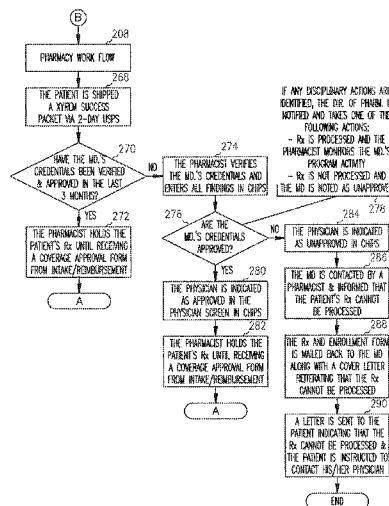 B
208
PHARMACY WORK FLOW
268
THE PATIENT IS SHIPPED
A XYREM SUCCESS
PACKET VIA 2-DAY USPS
270
HAVE THE MD.'S
CREDENTIALS BEEN VERIFIED
& APPROVED IN THE LAST
3 MONTHS?
NO
YES
272
THE PHARMACIST HOLDS THE
PATIENT'S Rx UNTIL RECEIVING
A COVERAGE APPROVAL FORM
FROM INTAKE/REIMBURSEMENT
A
274
THE PHARMACIST VERIFIES
THE MD.'S CREDENTIALS AND
ENTERS ALL FINDINGS IN CHIPS
276
ARE THE
MD.'S CREDENTIALS
APPROVED?
NO
YES
280
THE PHYSICIAN IS INDICATED
AS APPROVED IN THE
PHYSICIAN SCREEN IN CHIPS
282
THE PHARMACIST HOLDS THE
PATIENT'S Rx UNTIL RECEIVING
A COVERAGE APPROVAL FORM
FROM INTAKE/REIMBURSEMENT
A
IF ANY DISCIPLINARY ACTIONS ARE
IDENTIFIED, THE DIR. OF PHARM. I
NOTIFIED AND TAKES ONE OF THE
FOLLOWING ACTIONS:
- Rx IS PROCESSED AND THE
PHARMACIST MONITORS THE MD.'S
PROGRAM ACTIVITY
- Rx IS NOT PROCESSED AND
THE MD IS NOTED AS UNAPPROVE
278
284
THE PHYSICIAN IS INDICATED
AS UNAPPROVED IN CHIPS
286
THE MD IS CONTACTED BY A
PHARMACIST & INFORMED THAT
THE PATIENT'S Rx CANNOT
BE PROCESSED
288
THE Rx AND ENROLLMENT FORM
IS MAILED BACK TO THE MD
ALONG WITH A COVER LETTER
REITERATING THAT THE Rx
CANNOT BE PROCESSED
290
A LETTER IS SENT TO THE
PATIENT INDICATING THAT THE
Rx CANNOT BE PROCESSED &
THE PATIENT IS INSTRUCTED TO
CONTACT HIS/HER PHYSICIAN
END